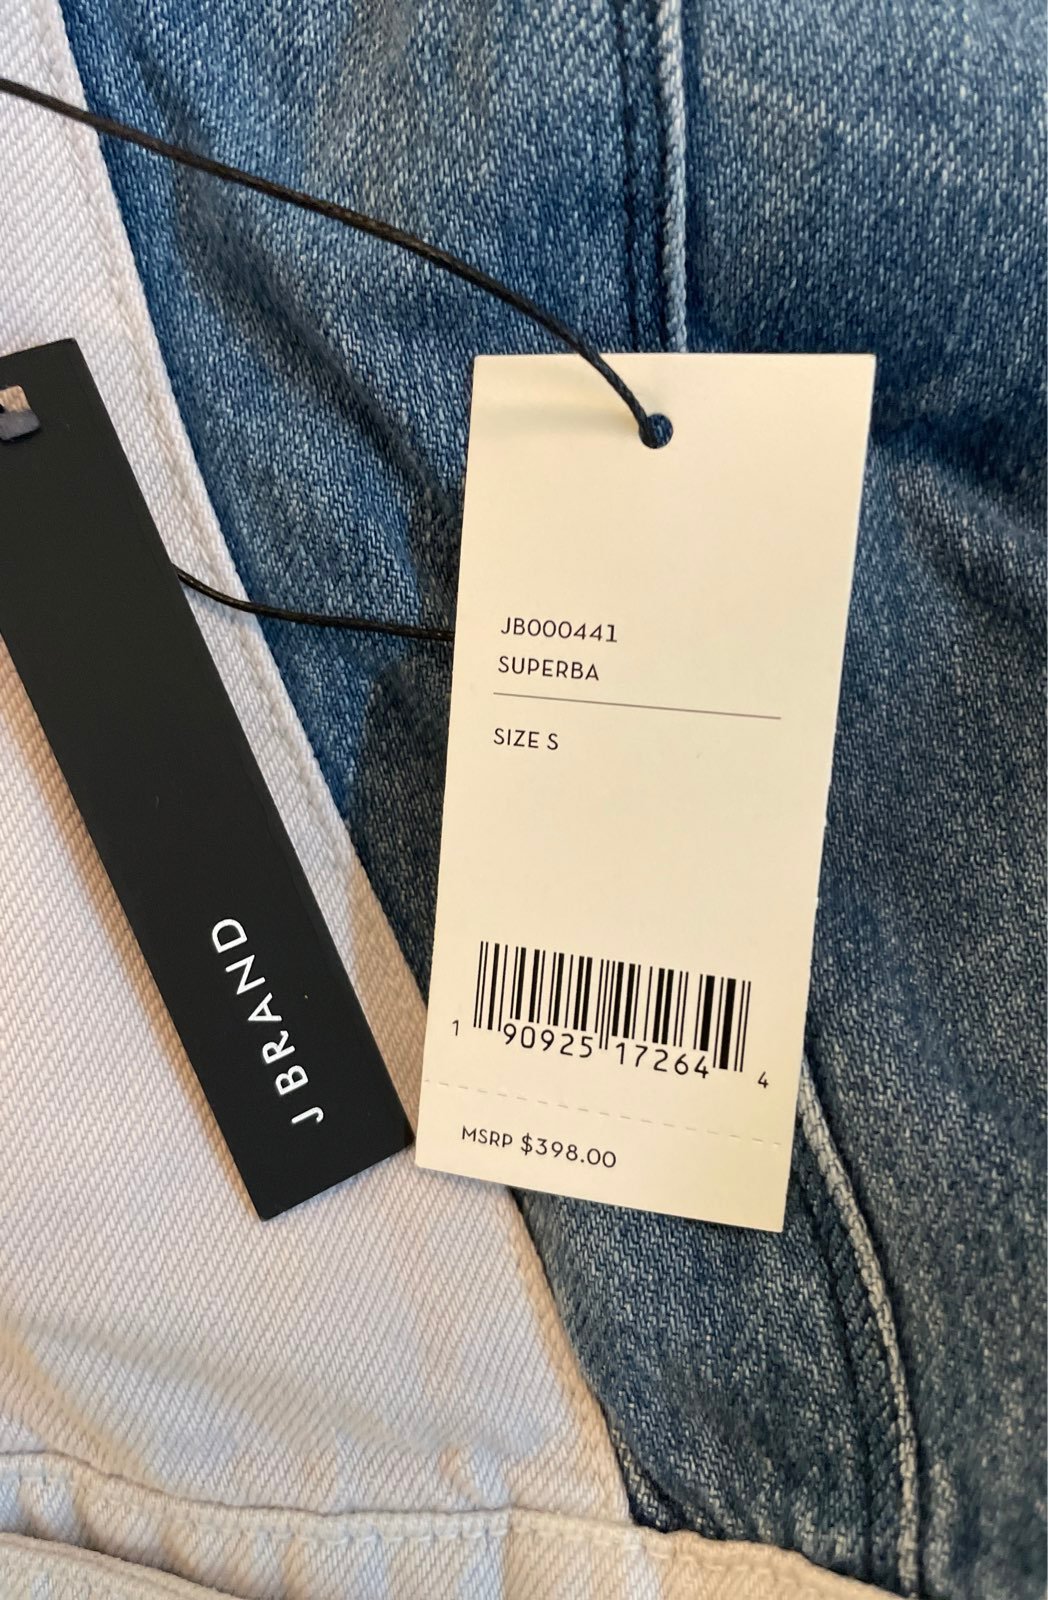 J BRAND
JB000441
SUPERBA
SIZE S
1 90925 17264 4
MSRP $398.00